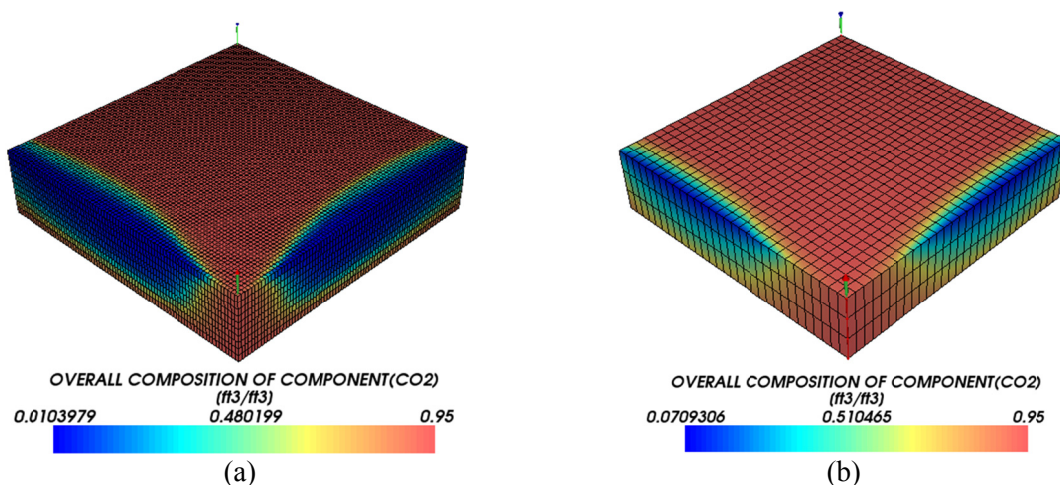 OVERALL COMPOSITION OF COMPONENT(CO2)
(ft3/ft3)
0.0103979 0.480199 0.95
(a)
OVERALL COMPOSITION OF COMPONENT(CO2)
(ft3/ft3)
0.0709306 0.510465 0.95
(b)